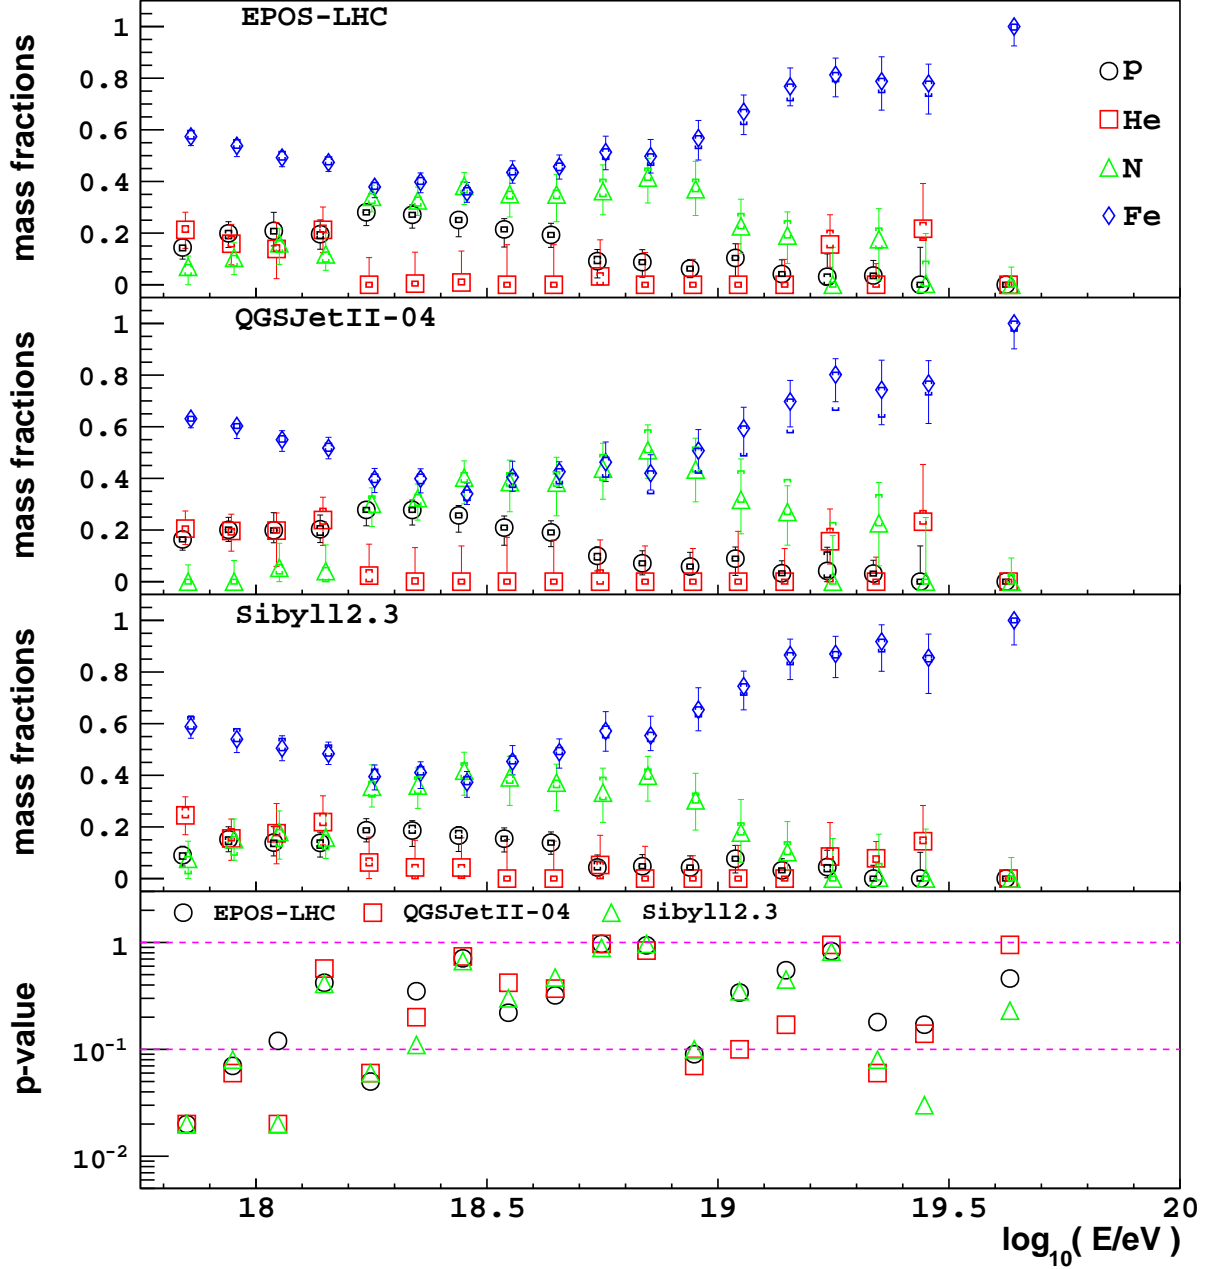 EPOS-LHC
mass fractions
1
0.8
0.6
0.4
0.2
0
p
He
N
Fe
QGSJetII-04
mass fractions
1
0.8
0.6
0.4
0.2
0
Sibyll2.3
mass fractions
1
0.8
0.6
0.4
0.2
0
EPOS-LHC QGSJetII-04 Sibyll2.3
p-value
1
10⁻¹
10⁻²
18 18.5 19 19.5 20
log₁₀( E/eV )